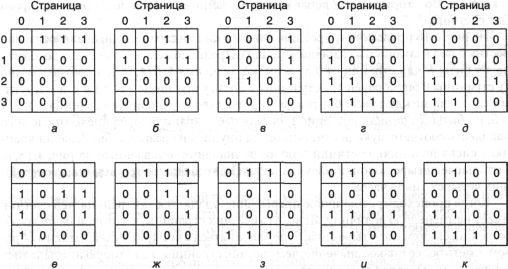 Страница Страница Страница Страница Страница
0 1 2 3 0 1 2 3 0 1 2 3 0 1 2 3 0 1 2 3
0 0 1 1 1 0 0 1 1 0 0 0 1 0 0 0 0 0 0 0 0
1 0 0 0 0 1 0 1 1 1 0 0 1 1 0 0 0 1 0 0 0
2 0 0 0 0 0 0 0 0 1 1 0 1 1 1 0 0 1 1 0 1
3 0 0 0 0 0 0 0 0 0 0 0 0 1 1 1 0 1 1 0 0
а б в г д
0 0 0 0 0 1 1 1 0 1 1 0 0 1 0 0 0 1 0 0
1 0 1 1 0 0 1 1 0 0 1 0 0 0 0 0 0 0 0 0
1 0 0 1 0 0 0 1 0 0 0 0 1 1 0 1 1 1 0 0
1 0 0 0 0 0 0 0 1 1 1 0 1 1 0 0 1 1 1 0
е ж з и к